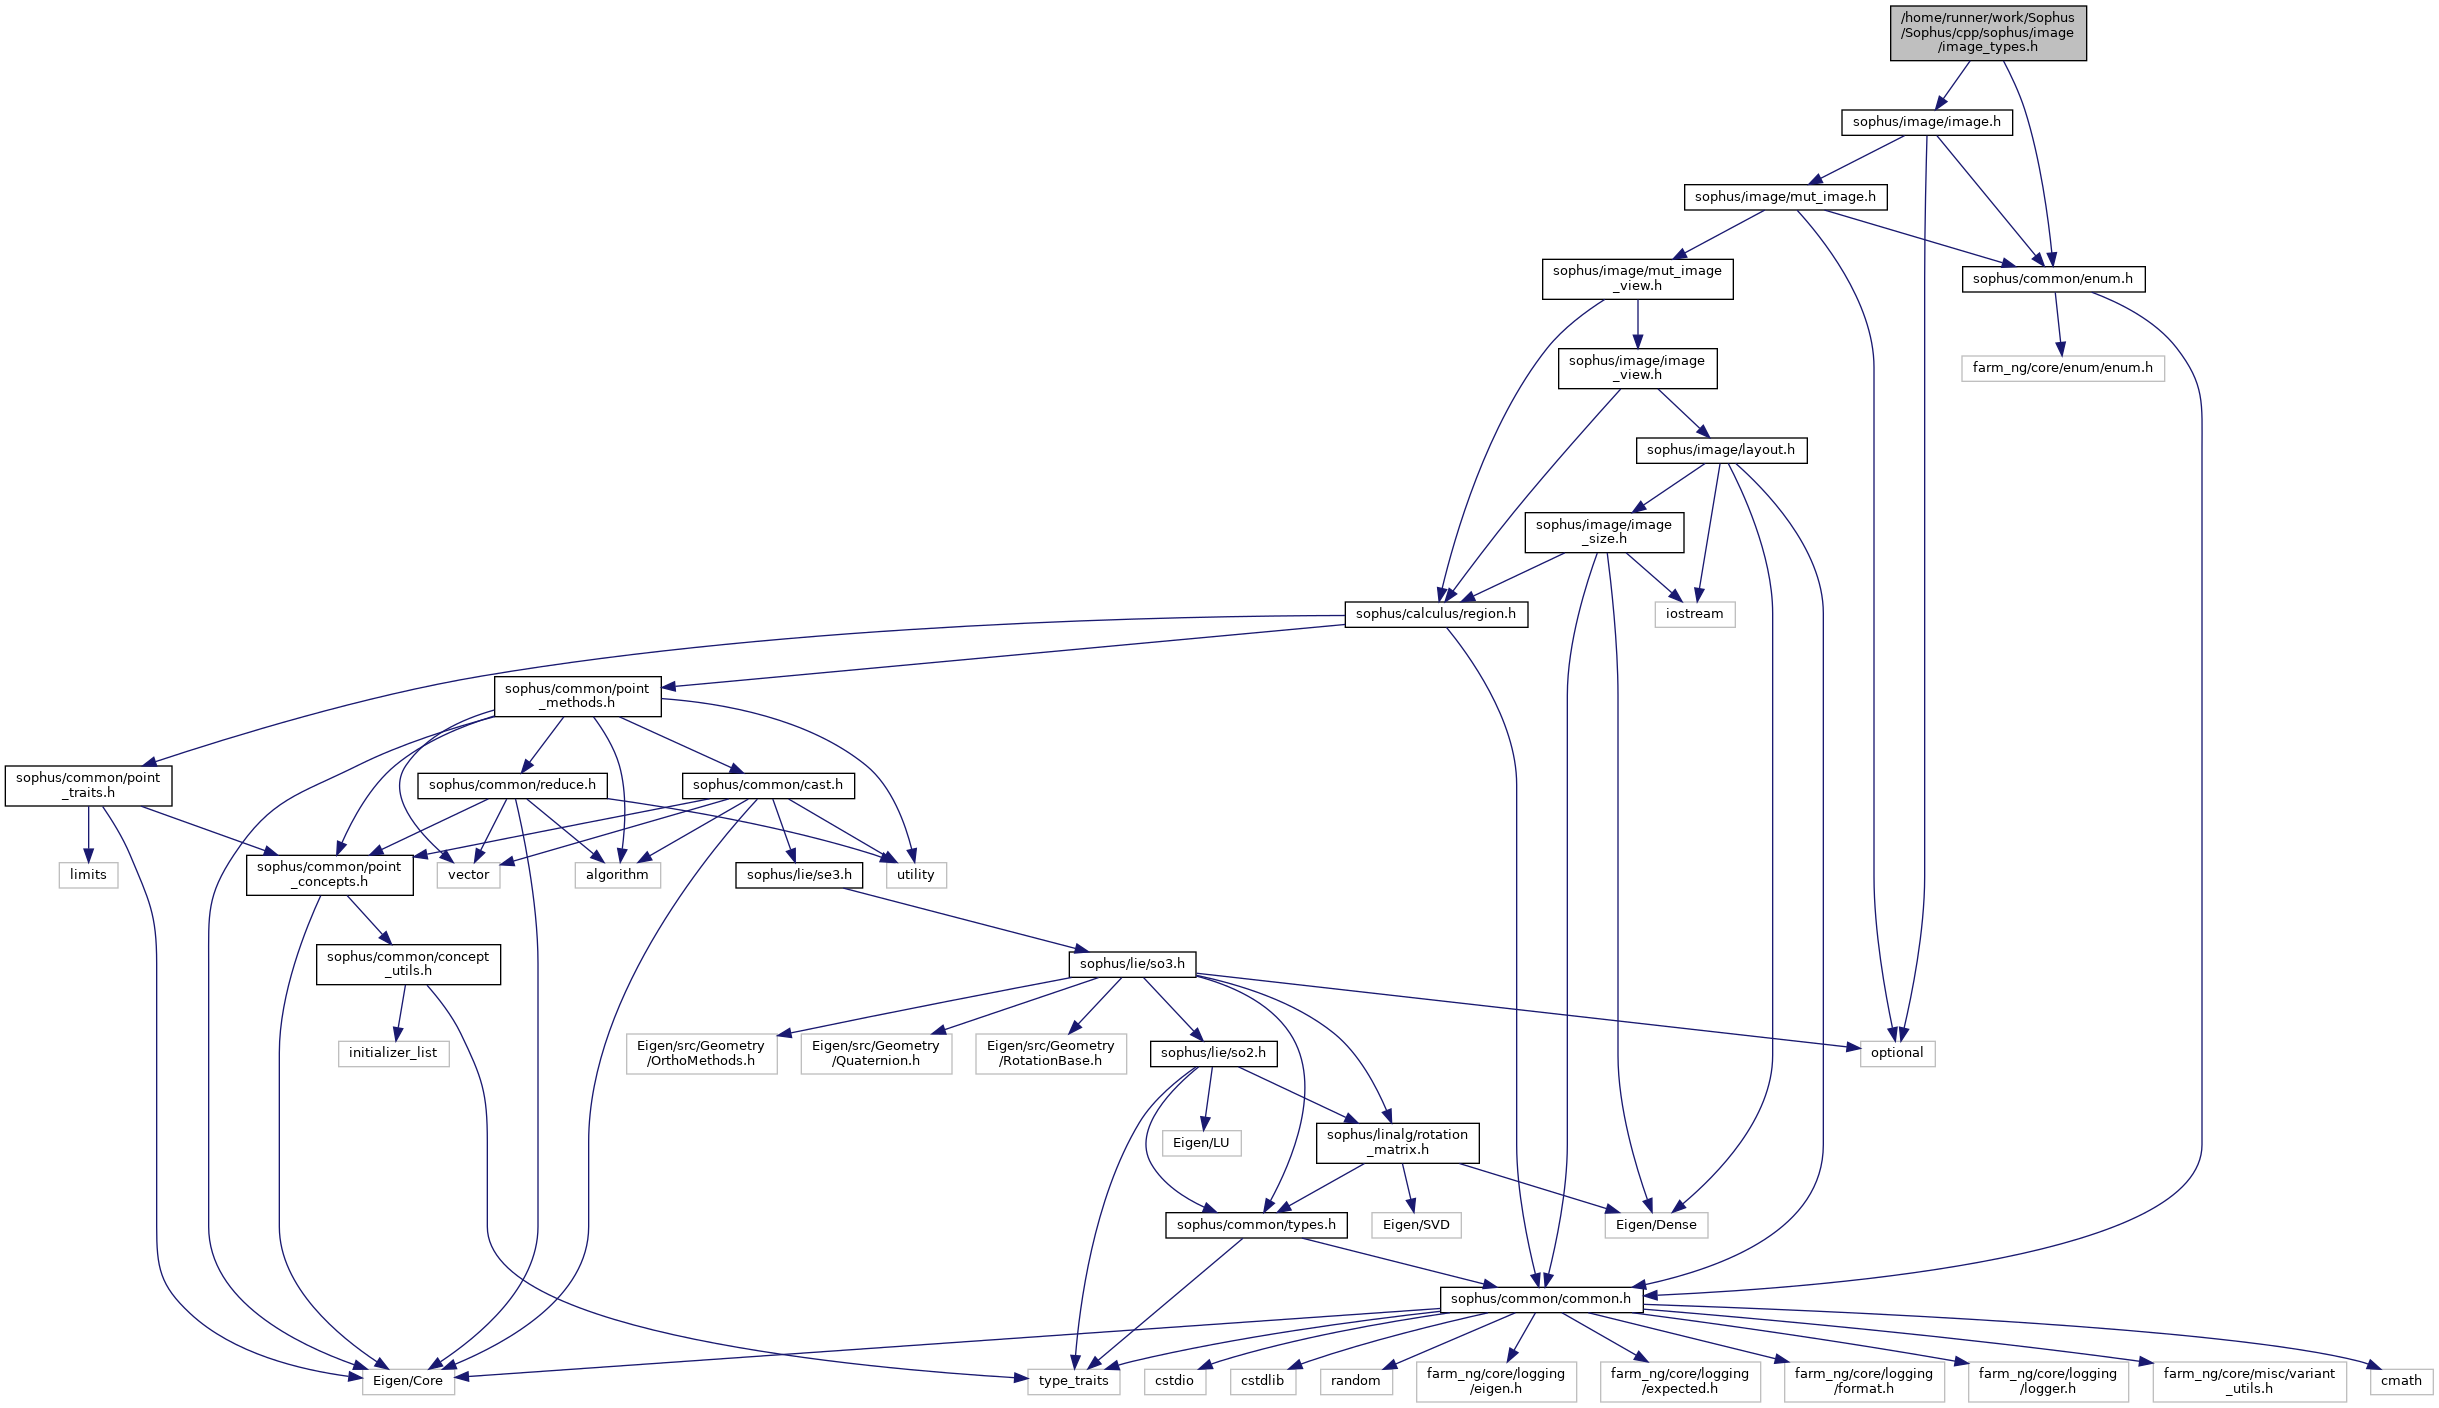 /home/runner/work/Sophus
/Sophus/cpp/sophus/image
/image_types.h
sophus/image/image.h
sophus/image/mut_image.h
sophus/image/mut_image
_view.h
sophus/common/enum.h
sophus/image/image
_view.h
farm_ng/core/enum/enum.h
sophus/image/layout.h
sophus/image/image
_size.h
sophus/calculus/region.h
iostream
sophus/common/point
_methods.h
sophus/common/point
_traits.h
sophus/common/reduce.h
sophus/common/cast.h
limits
sophus/common/point
_concepts.h
vector
algorithm
sophus/lie/se3.h
utility
sophus/common/concept
_utils.h
sophus/lie/so3.h
initializer_list
Eigen/src/Geometry
/OrthoMethods.h
Eigen/src/Geometry
/Quaternion.h
Eigen/src/Geometry
/RotationBase.h
sophus/lie/so2.h
optional
Eigen/LU
sophus/linalg/rotation
_matrix.h
sophus/common/types.h
Eigen/SVD
Eigen/Dense
sophus/common/common.h
Eigen/Core
type_traits
cstdio
cstdlib
random
farm_ng/core/logging
/eigen.h
farm_ng/core/logging
/expected.h
farm_ng/core/logging
/format.h
farm_ng/core/logging
/logger.h
farm_ng/core/misc/variant
_utils.h
cmath